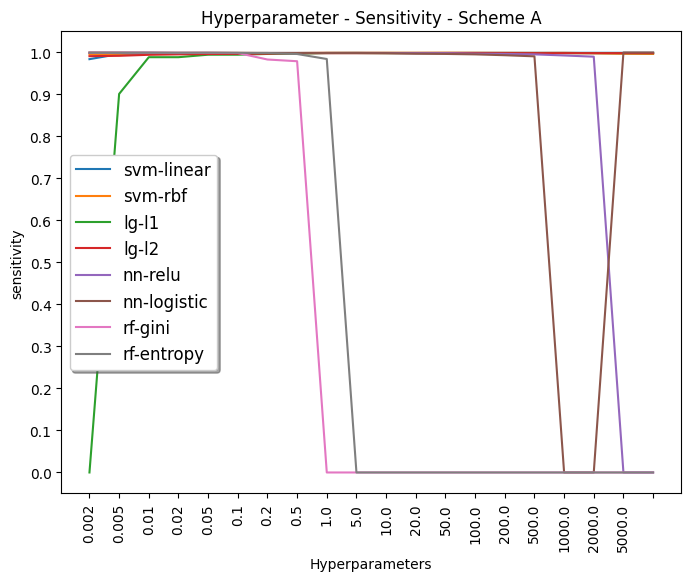 Hyperparameter - Sensitivity - Scheme A
1.0
0.9
0.8
0.7
0.6
0.5
0.4
0.3
0.2
0.1
0.0
sensitivity
svm-linear
svm-rbf
lg-l1
lg-l2
nn-relu
nn-logistic
rf-gini
rf-entropy
0.002
0.005
0.01
0.02
0.05
0.1
0.2
0.5
1.0
5.0
10.0
20.0
50.0
100.0
200.0
500.0
1000.0
2000.0
5000.0
Hyperparameters